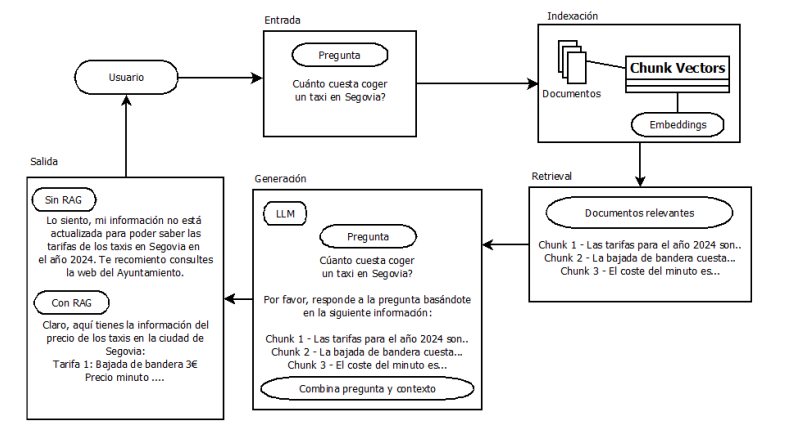 Entrada
Pregunta
Cuánto cuesta coger
un taxi en Segovia?
Indexación
Documentos
Chunk Vectors
Embeddings
Usuario
Salida
Sin RAG
Lo siento, mi información no está
actualizada para poder saber las
tarifas de los taxis en Segovia en
el año 2024. Te recomiento consultes
la web del Ayuntamiento.
Con RAG
Claro, aquí tienes la información del
precio de los taxis en la ciudad de
Segovia:
Tarifa 1: Bajada de bandera 3€
Precio minuto ....
Generación
LLM
Pregunta
Cúanto cuesta coger
un taxi en Segovia?
Por favor, responde a la pregunta basándote
en la siguiente información:
Chunk 1 - Las tarifas para el año 2024 son..
Chunk 2 - La bajada de bandera cuesta...
Chunk 3 - El coste del minuto es...
Combina pregunta y contexto
Retrieval
Documentos relevantes
Chunk 1 - Las tarifas para el año 2024 son..
Chunk 2 - La bajada de bandera cuesta...
Chunk 3 - El coste del minuto es...